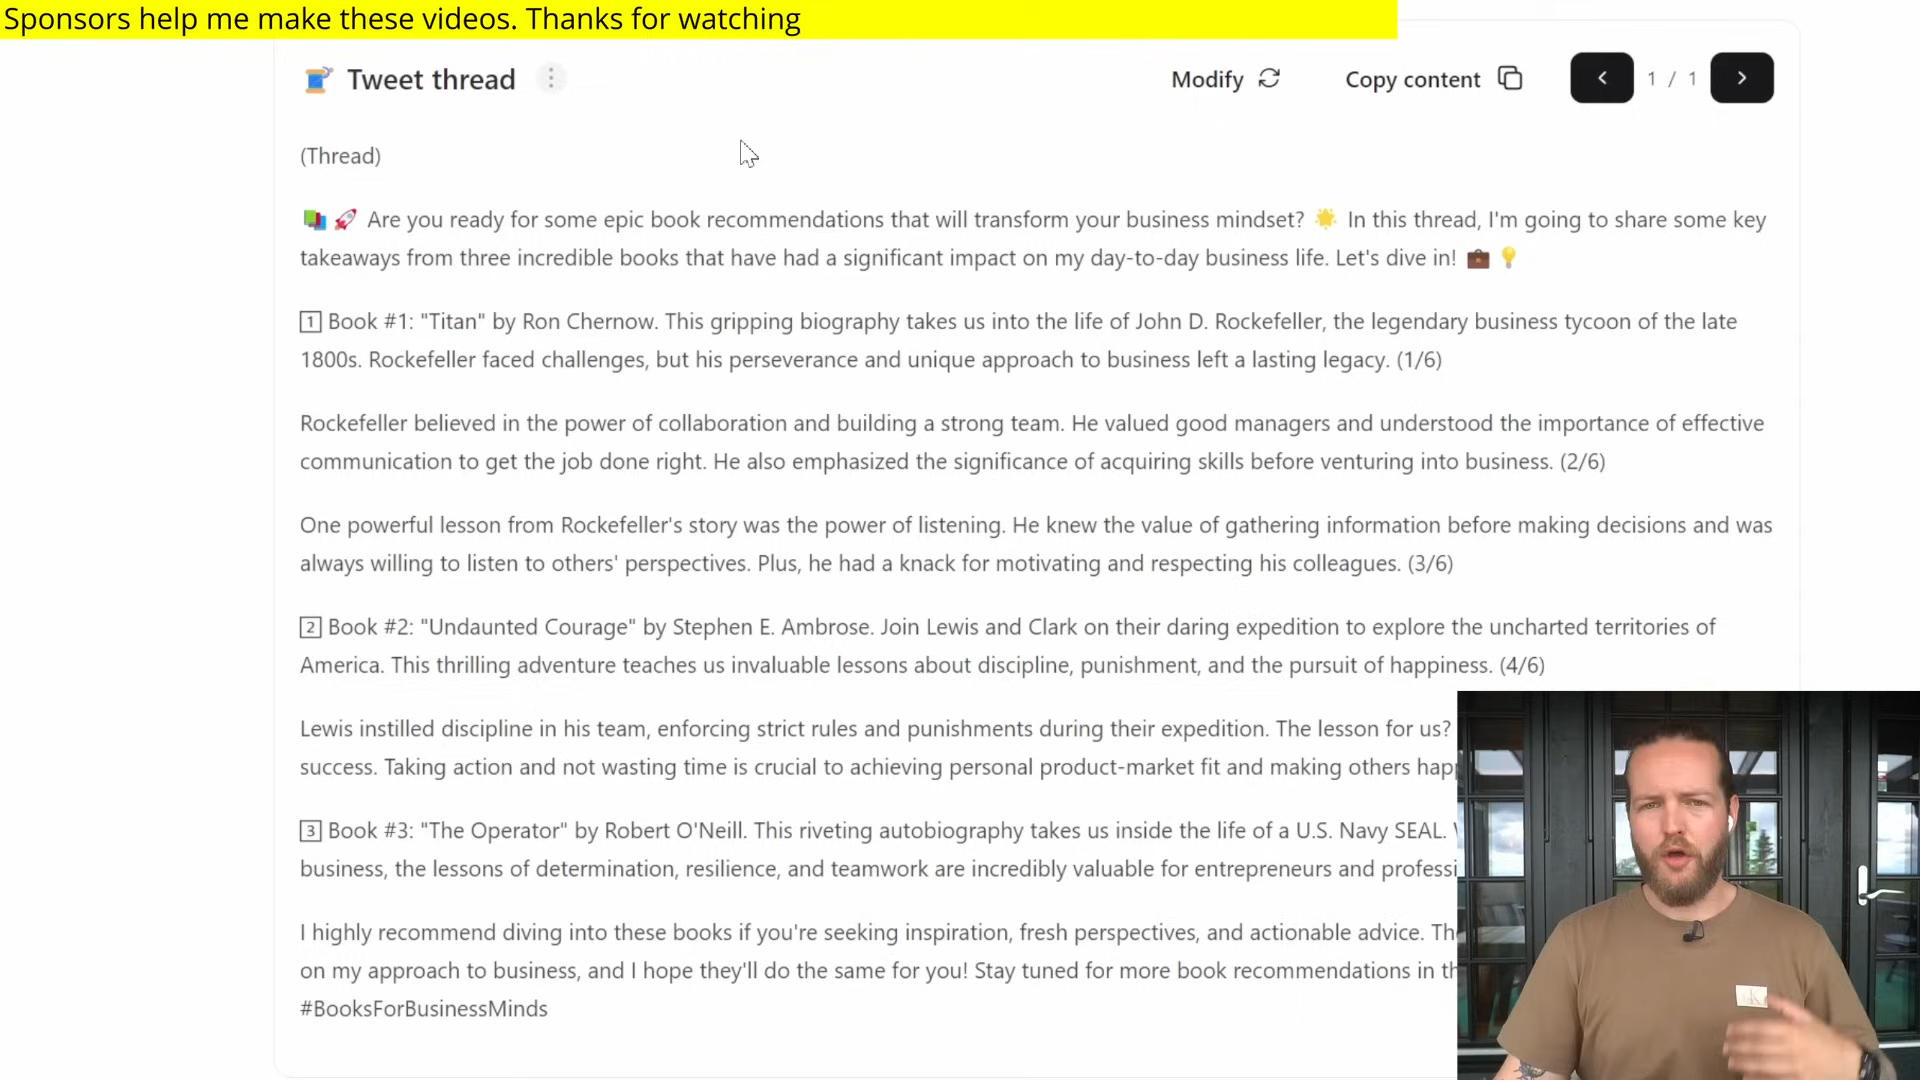 Sponsors help me make these videos. Thanks for watching
Tweet thread
Modify
Copy content
1 / 1
(Thread)
📚 🚀 Are you ready for some epic book recommendations that will transform your business mindset? 🌟 In this thread, I'm going to share some key
takeaways from three incredible books that have had a significant impact on my day-to-day business life. Let's dive in! 💼 💡
1 Book #1: "Titan" by Ron Chernow. This gripping biography takes us into the life of John D. Rockefeller, the legendary business tycoon of the late
1800s. Rockefeller faced challenges, but his perseverance and unique approach to business left a lasting legacy. (1/6)
Rockefeller believed in the power of collaboration and building a strong team. He valued good managers and understood the importance of effective
communication to get the job done right. He also emphasized the significance of acquiring skills before venturing into business. (2/6)
One powerful lesson from Rockefeller's story was the power of listening. He knew the value of gathering information before making decisions and was
always willing to listen to others' perspectives. Plus, he had a knack for motivating and respecting his colleagues. (3/6)
2 Book #2: "Undaunted Courage" by Stephen E. Ambrose. Join Lewis and Clark on their daring expedition to explore the uncharted territories of
America. This thrilling adventure teaches us invaluable lessons about discipline, punishment, and the pursuit of happiness. (4/6)
Lewis instilled discipline in his team, enforcing strict rules and punishments during their expedition. The lesson for us?
success. Taking action and not wasting time is crucial to achieving personal product-market fit and making others
3 Book #3: "The Operator" by Robert O'Neill. This riveting autobiography takes us inside the life of a U.S. Navy SEAL.
business, the lessons of determination, resilience, and teamwork are incredibly valuable for entrepreneurs and
I highly recommend diving into these books if you're seeking inspiration, fresh perspectives, and actionable advice.
on my approach to business, and I hope they'll do the same for you! Stay tuned for more book recommendations in
#BooksForBusinessMinds